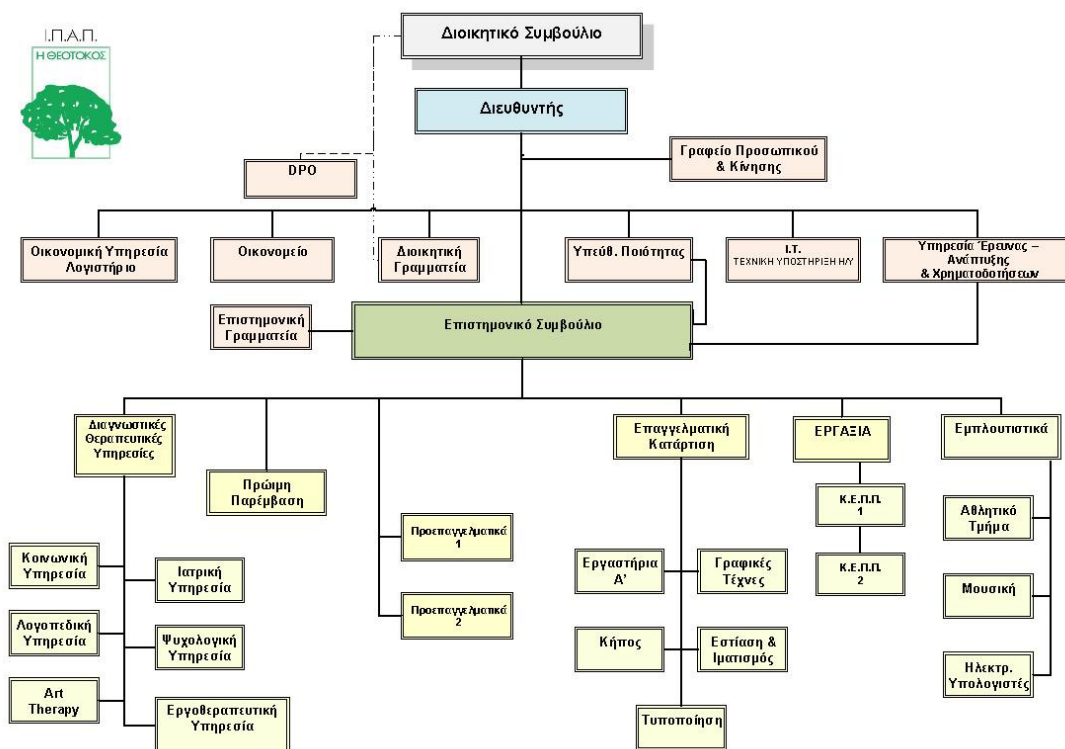 Ι.Π.Α.Π.
Η ΘΕΟΤΟΚΟΣ
Διοικητικό Συμβούλιο
Διευθυντής
Γραφείο Προσωπικού
& Κίνησης
DPO
Οικονομική Υπηρεσία
Λογιστήριο
Οικονομείο
Διοικητική
Γραμματεία
Υπεύθ. Ποιότητας
Ι.Τ.
ΤΕΧΝΙΚΗ ΥΠΟΣΤΗΡΙΞΗ Η/Υ
Υπηρεσία Έρευνας –
Ανάπτυξης
& Χρηματοδοτήσεων
Επιστημονική
Γραμματεία
Επιστημονικό Συμβούλιο
Διαγνωστικές
Θεραπευτικές
Υπηρεσίες
Πρώιμη
Παρέμβαση
Επαγγελματική
Κατάρτιση
ΕΡΓΑΞΙΑ
Εμπλουτιστικά
Κοινωνική
Υπηρεσία
Ιατρική
Υπηρεσία
Λογοπεδική
Υπηρεσία
Ψυχολογική
Υπηρεσία
Art
Therapy
Εργοθεραπευτική
Υπηρεσία
Προεπαγγελματικά
1
Προεπαγγελματικά
2
Εργαστήρια
Α'
Γραφικές
Τέχνες
Κήπος
Εστίαση &
Ιματισμός
Τυποποίηση
Κ.Ε.Π.Π.
1
Κ.Ε.Π.Π.
2
Αθλητικό
Τμήμα
Μουσική
Ηλεκτρ.
Υπολογιστές